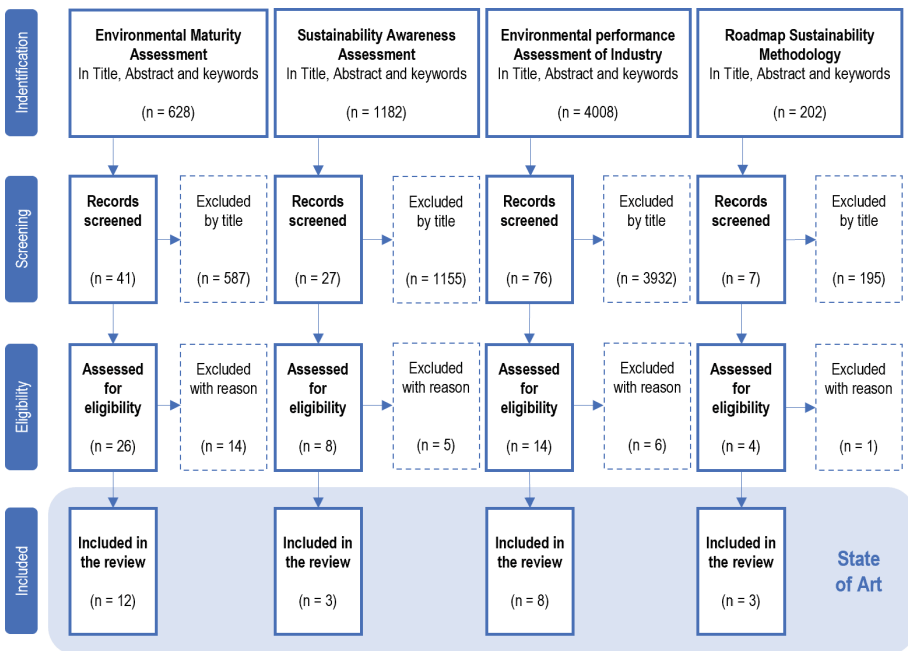 Indentification
Environmental Maturity
Assessment
In Title, Abstract and keywords
(n = 628)
Sustainability Awareness
Assessment
In Title, Abstract and keywords
(n = 1182)
Environmental performance
Assessment of Industry
In Title, Abstract and keywords
(n = 4008)
Roadmap Sustainability
Methodology
In Title, Abstract and keywords
(n = 202)
Screening
Records
screened
(n = 41)
Excluded
by title
(n = 587)
Records
screened
(n = 27)
Excluded
by title
(n = 1155)
Records
screened
(n = 76)
Excluded
by title
(n = 3932)
Records
screened
(n = 7)
Excluded
by title
(n = 195)
Eligibility
Assessed
for
eligibility
(n = 26)
Excluded
with reason
(n = 14)
Assessed
for
eligibility
(n = 8)
Excluded
with reason
(n = 5)
Assessed
for
eligibility
(n = 14)
Excluded
with reason
(n = 6)
Assessed
for
eligibility
(n = 4)
Excluded
with reason
(n = 1)
Included
Included in
the review
(n = 12)
Included in
the review
(n = 3)
Included in
the review
(n = 8)
Included in
the review
(n = 3)
State
of Art